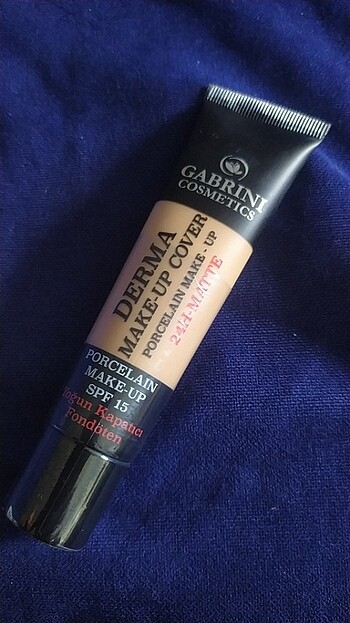 GABRINI
COSMETICS
DERMA
MAKE-UP COVER
PORCELAIN MAKE-UP
24H-MATTE
PORCELAIN
MAKE-UP
SPF 15
Yoğun Kapatıcı
Fondöten